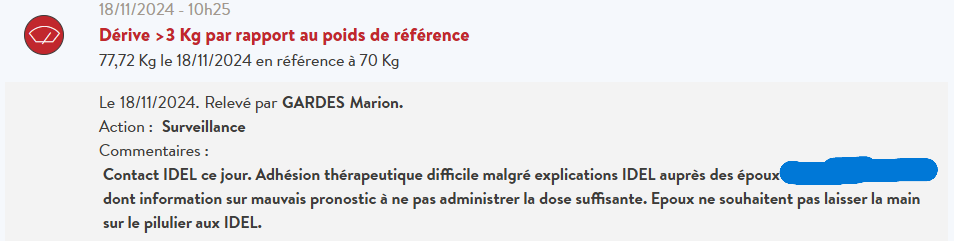 18/11/2024 - 10h25
Dérive >3 Kg par rapport au poids de référence
77,72 Kg le 18/11/2024 en référence à 70 Kg
Le 18/11/2024. Relevé par GARDES Marion.
Action : Surveillance
Commentaires :
Contact IDEL ce jour. Adhésion thérapeutique difficile malgré explications IDEL auprès des époux
dont information sur mauvais pronostic à ne pas administrer la dose suffisante. Epoux ne souhaitent pas laisser la main
sur le pilulier aux IDEL.